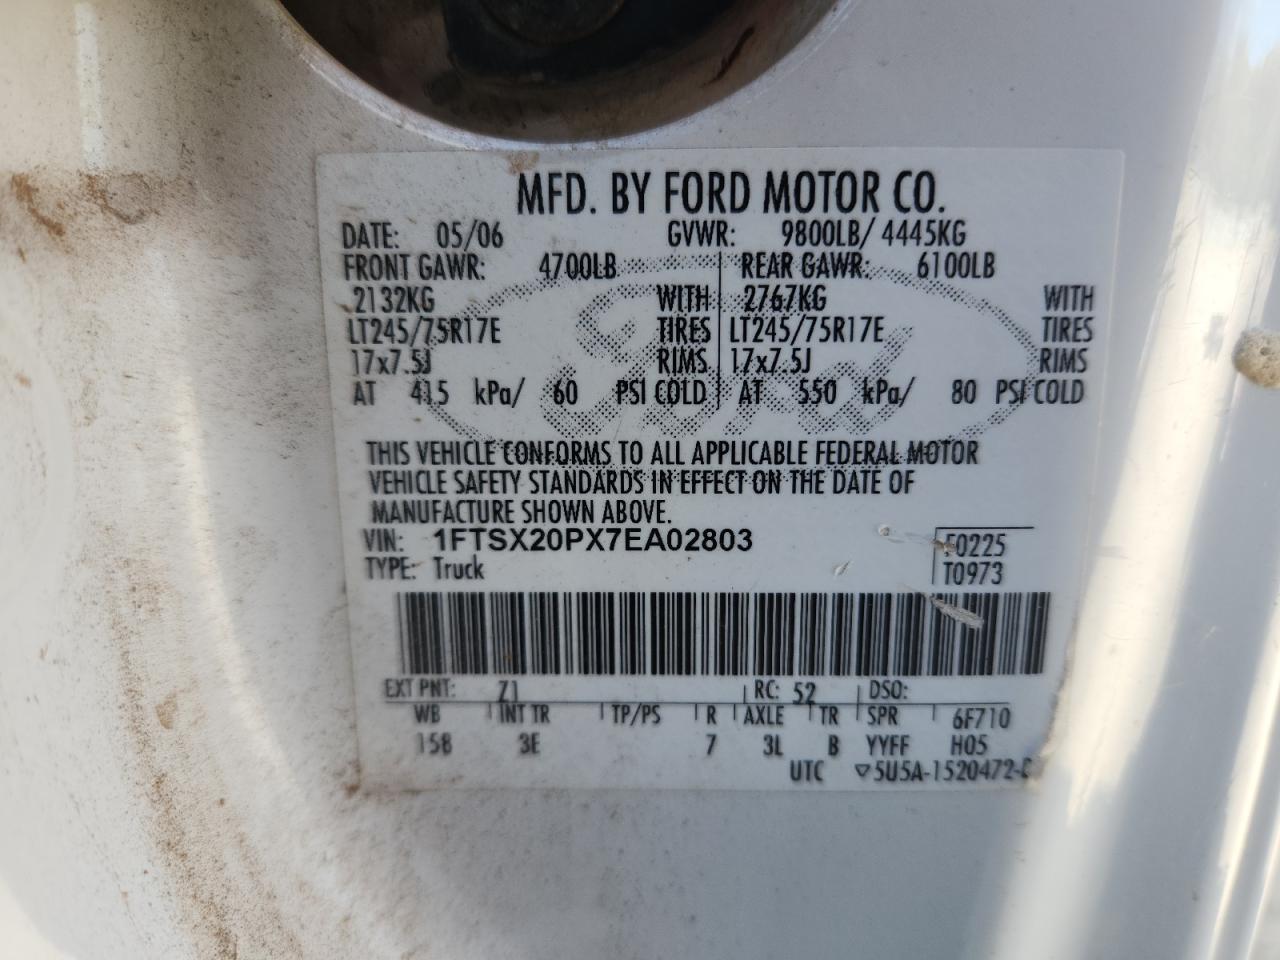 MFD. BY FORD MOTOR CO.
DATE: 05/06 GVWR: 9800LB/ 4445KG
FRONT GAWR: 4700LB REAR GAWR: 6100LB
2132KG WITH 2767KG WITH
LT245/75R17E TIRES LT245/75R17E TIRES
17x7.5J RIMS 17x7.5J RIMS
AT 415 kPa/ 60 PSI COLD AT 550 kPa/ 80 PSI COLD
Ford
THIS VEHICLE CONFORMS TO ALL APPLICABLE FEDERAL MOTOR
VEHICLE SAFETY STANDARDS IN EFFECT ON THE DATE OF
MANUFACTURE SHOWN ABOVE.
VIN: 1FTSX20PX7EA02803 F0225
TYPE: Truck T0973
EXT PNT: Z1 RC: 52 DSO:
WB INT TR TP/PS R AXLE TR SPR 6F710
158 3E 7 3L B YYFF H05
UTC ▽5U5A-1520472-